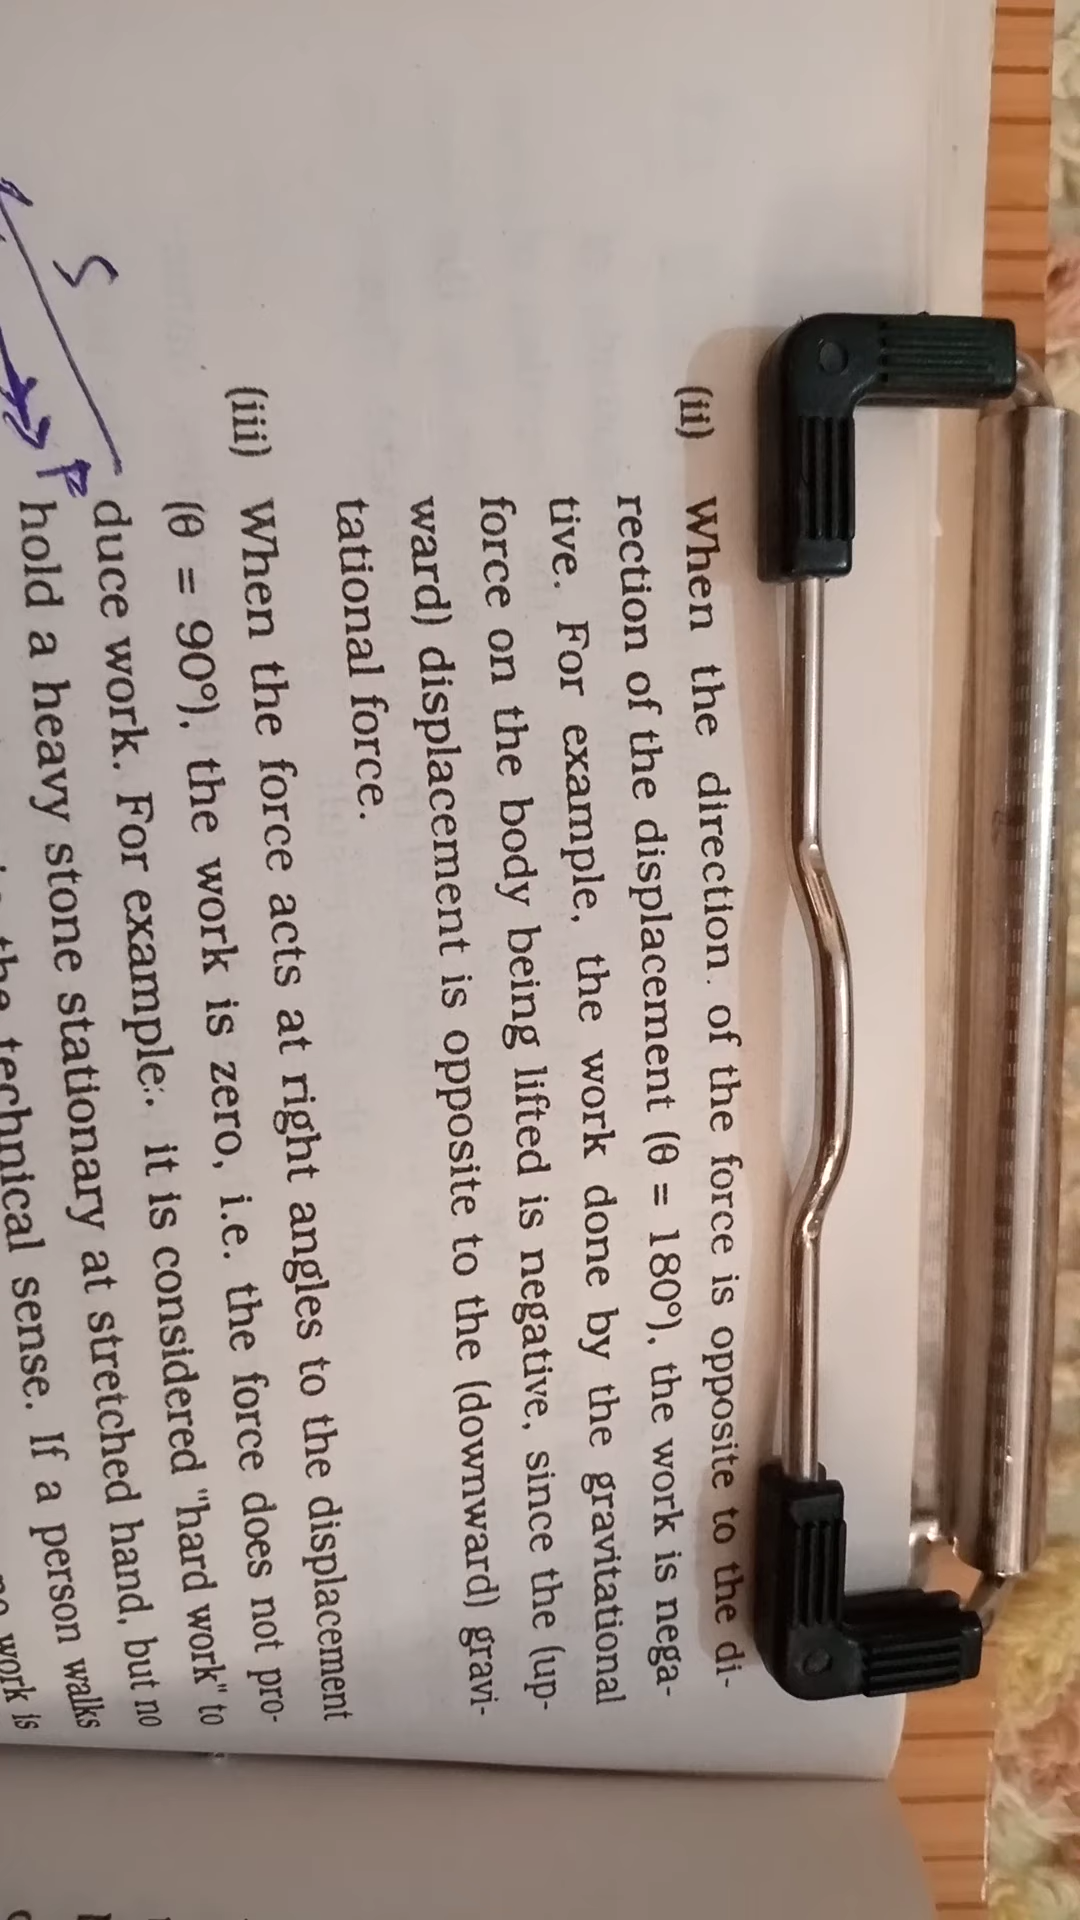 (ii) When the direction of the force is opposite to the di-
rection of the displacement (θ = 180°), the work is nega-
tive. For example, the work done by the gravitational
force on the body being lifted is negative, since the (up-
ward) displacement is opposite to the (downward) gravi-
tational force.
(iii) When the force acts at right angles to the displacement
(θ = 90°), the work is zero, i.e. the force does not pro-
duce work. For example: it is considered "hard work" to
hold a heavy stone stationary at stretched hand, but no
the technical sense. If a person walks
work is
S
F